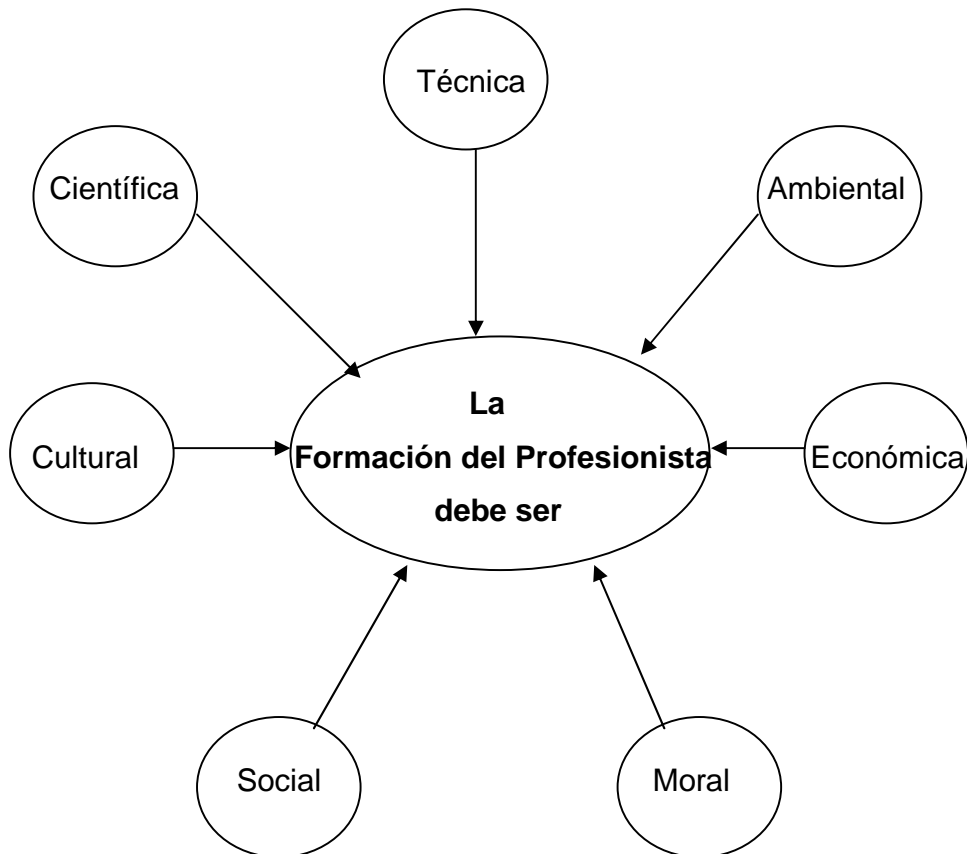 Técnica
Científica
Ambiental
La
Formación del Profesionista
debe ser
Cultural
Económica
Social
Moral